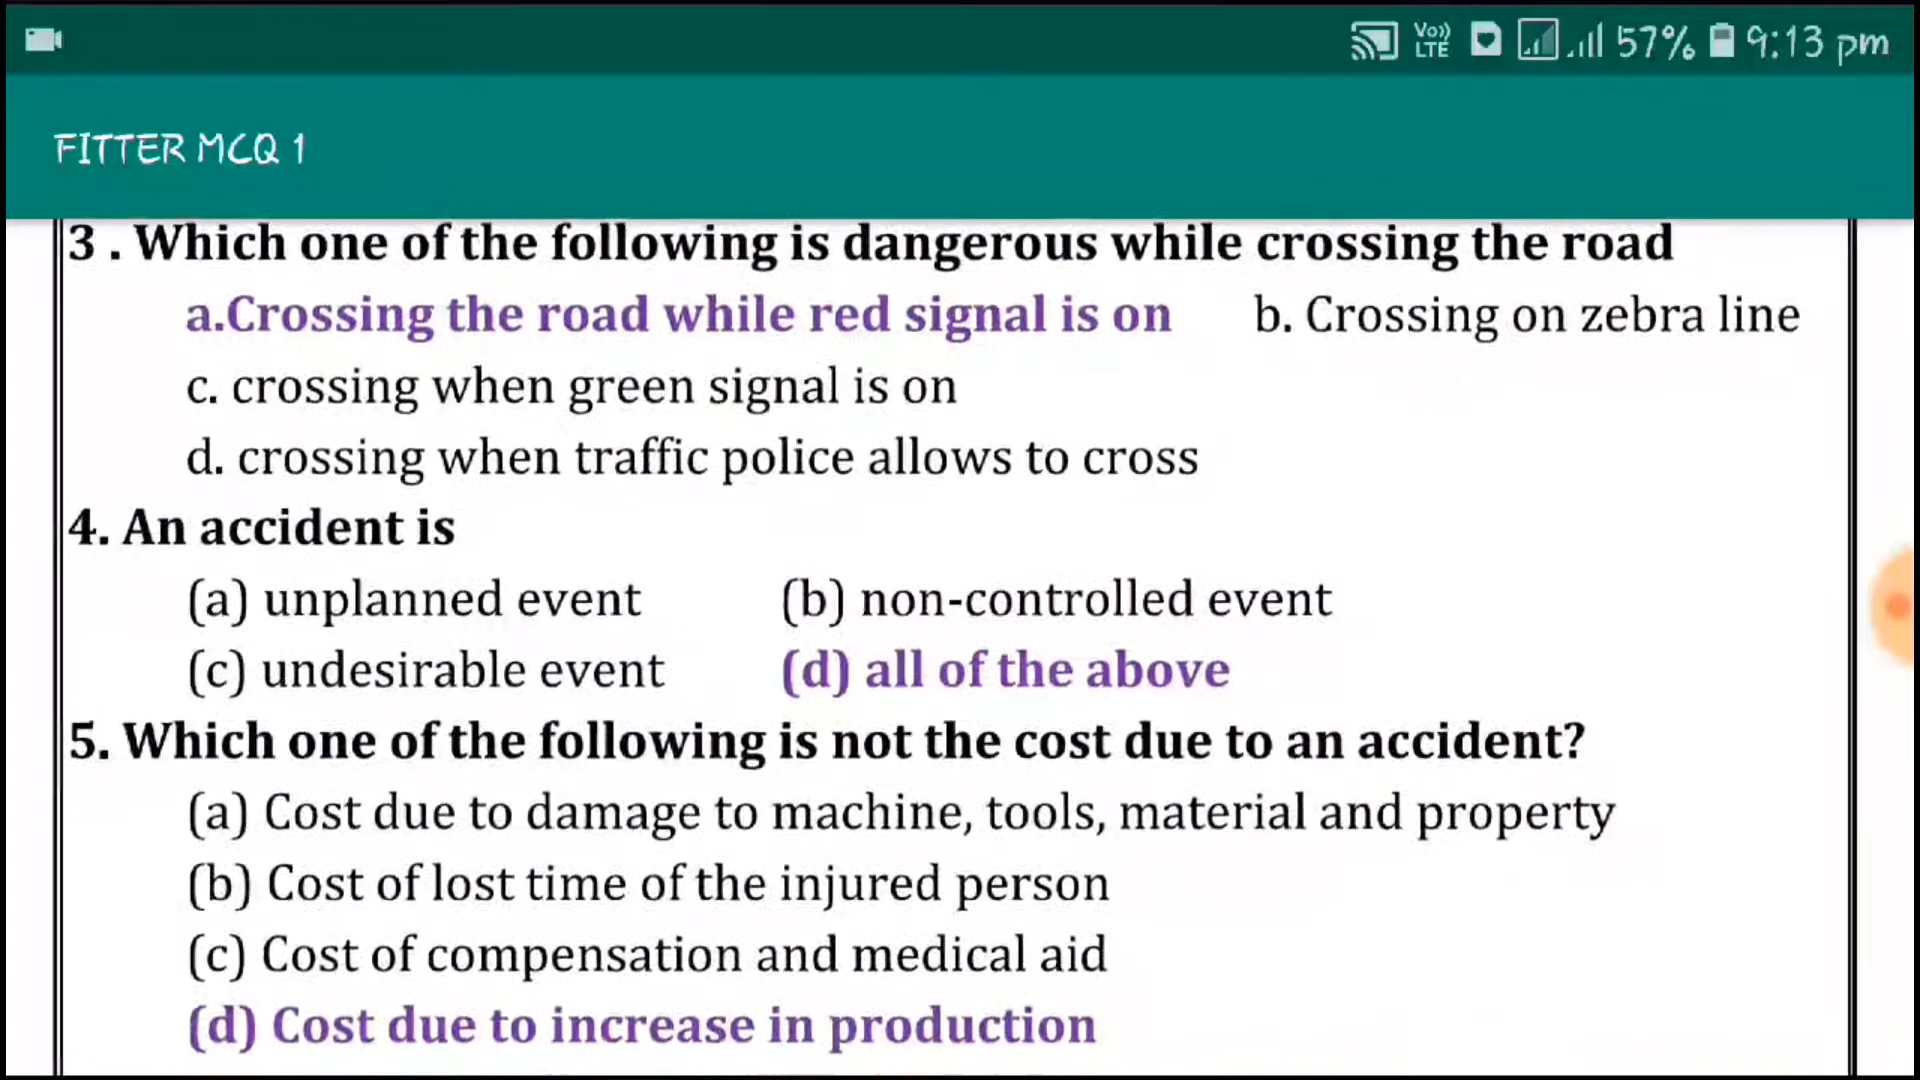 Vo)) LTE 57% 9:13 pm
FITTER MCQ 1
3 . Which one of the following is dangerous while crossing the road
a.Crossing the road while red signal is on b. Crossing on zebra line
c. crossing when green signal is on
d. crossing when traffic police allows to cross
4. An accident is
(a) unplanned event (b) non-controlled event
(c) undesirable event (d) all of the above
5. Which one of the following is not the cost due to an accident?
(a) Cost due to damage to machine, tools, material and property
(b) Cost of lost time of the injured person
(c) Cost of compensation and medical aid
(d) Cost due to increase in production